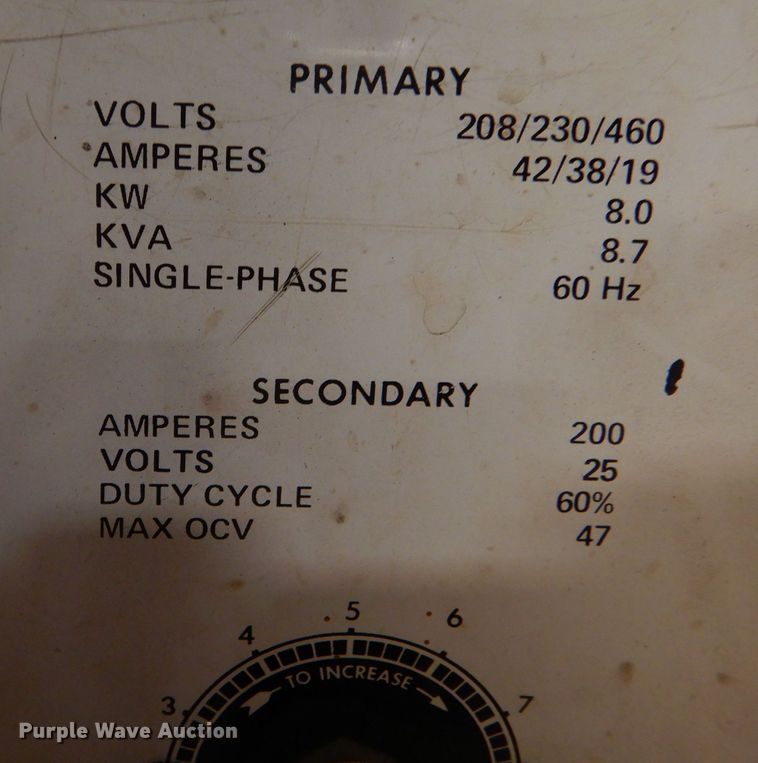 PRIMARY
VOLTS 208/230/460
AMPERES 42/38/19
KW 8.0
KVA 8.7
SINGLE-PHASE 60 Hz
SECONDARY
AMPERES 200
VOLTS 25
DUTY CYCLE 60%
MAX OCV 47
3 4 5 6 7
TO INCREASE
Purple Wave Auction